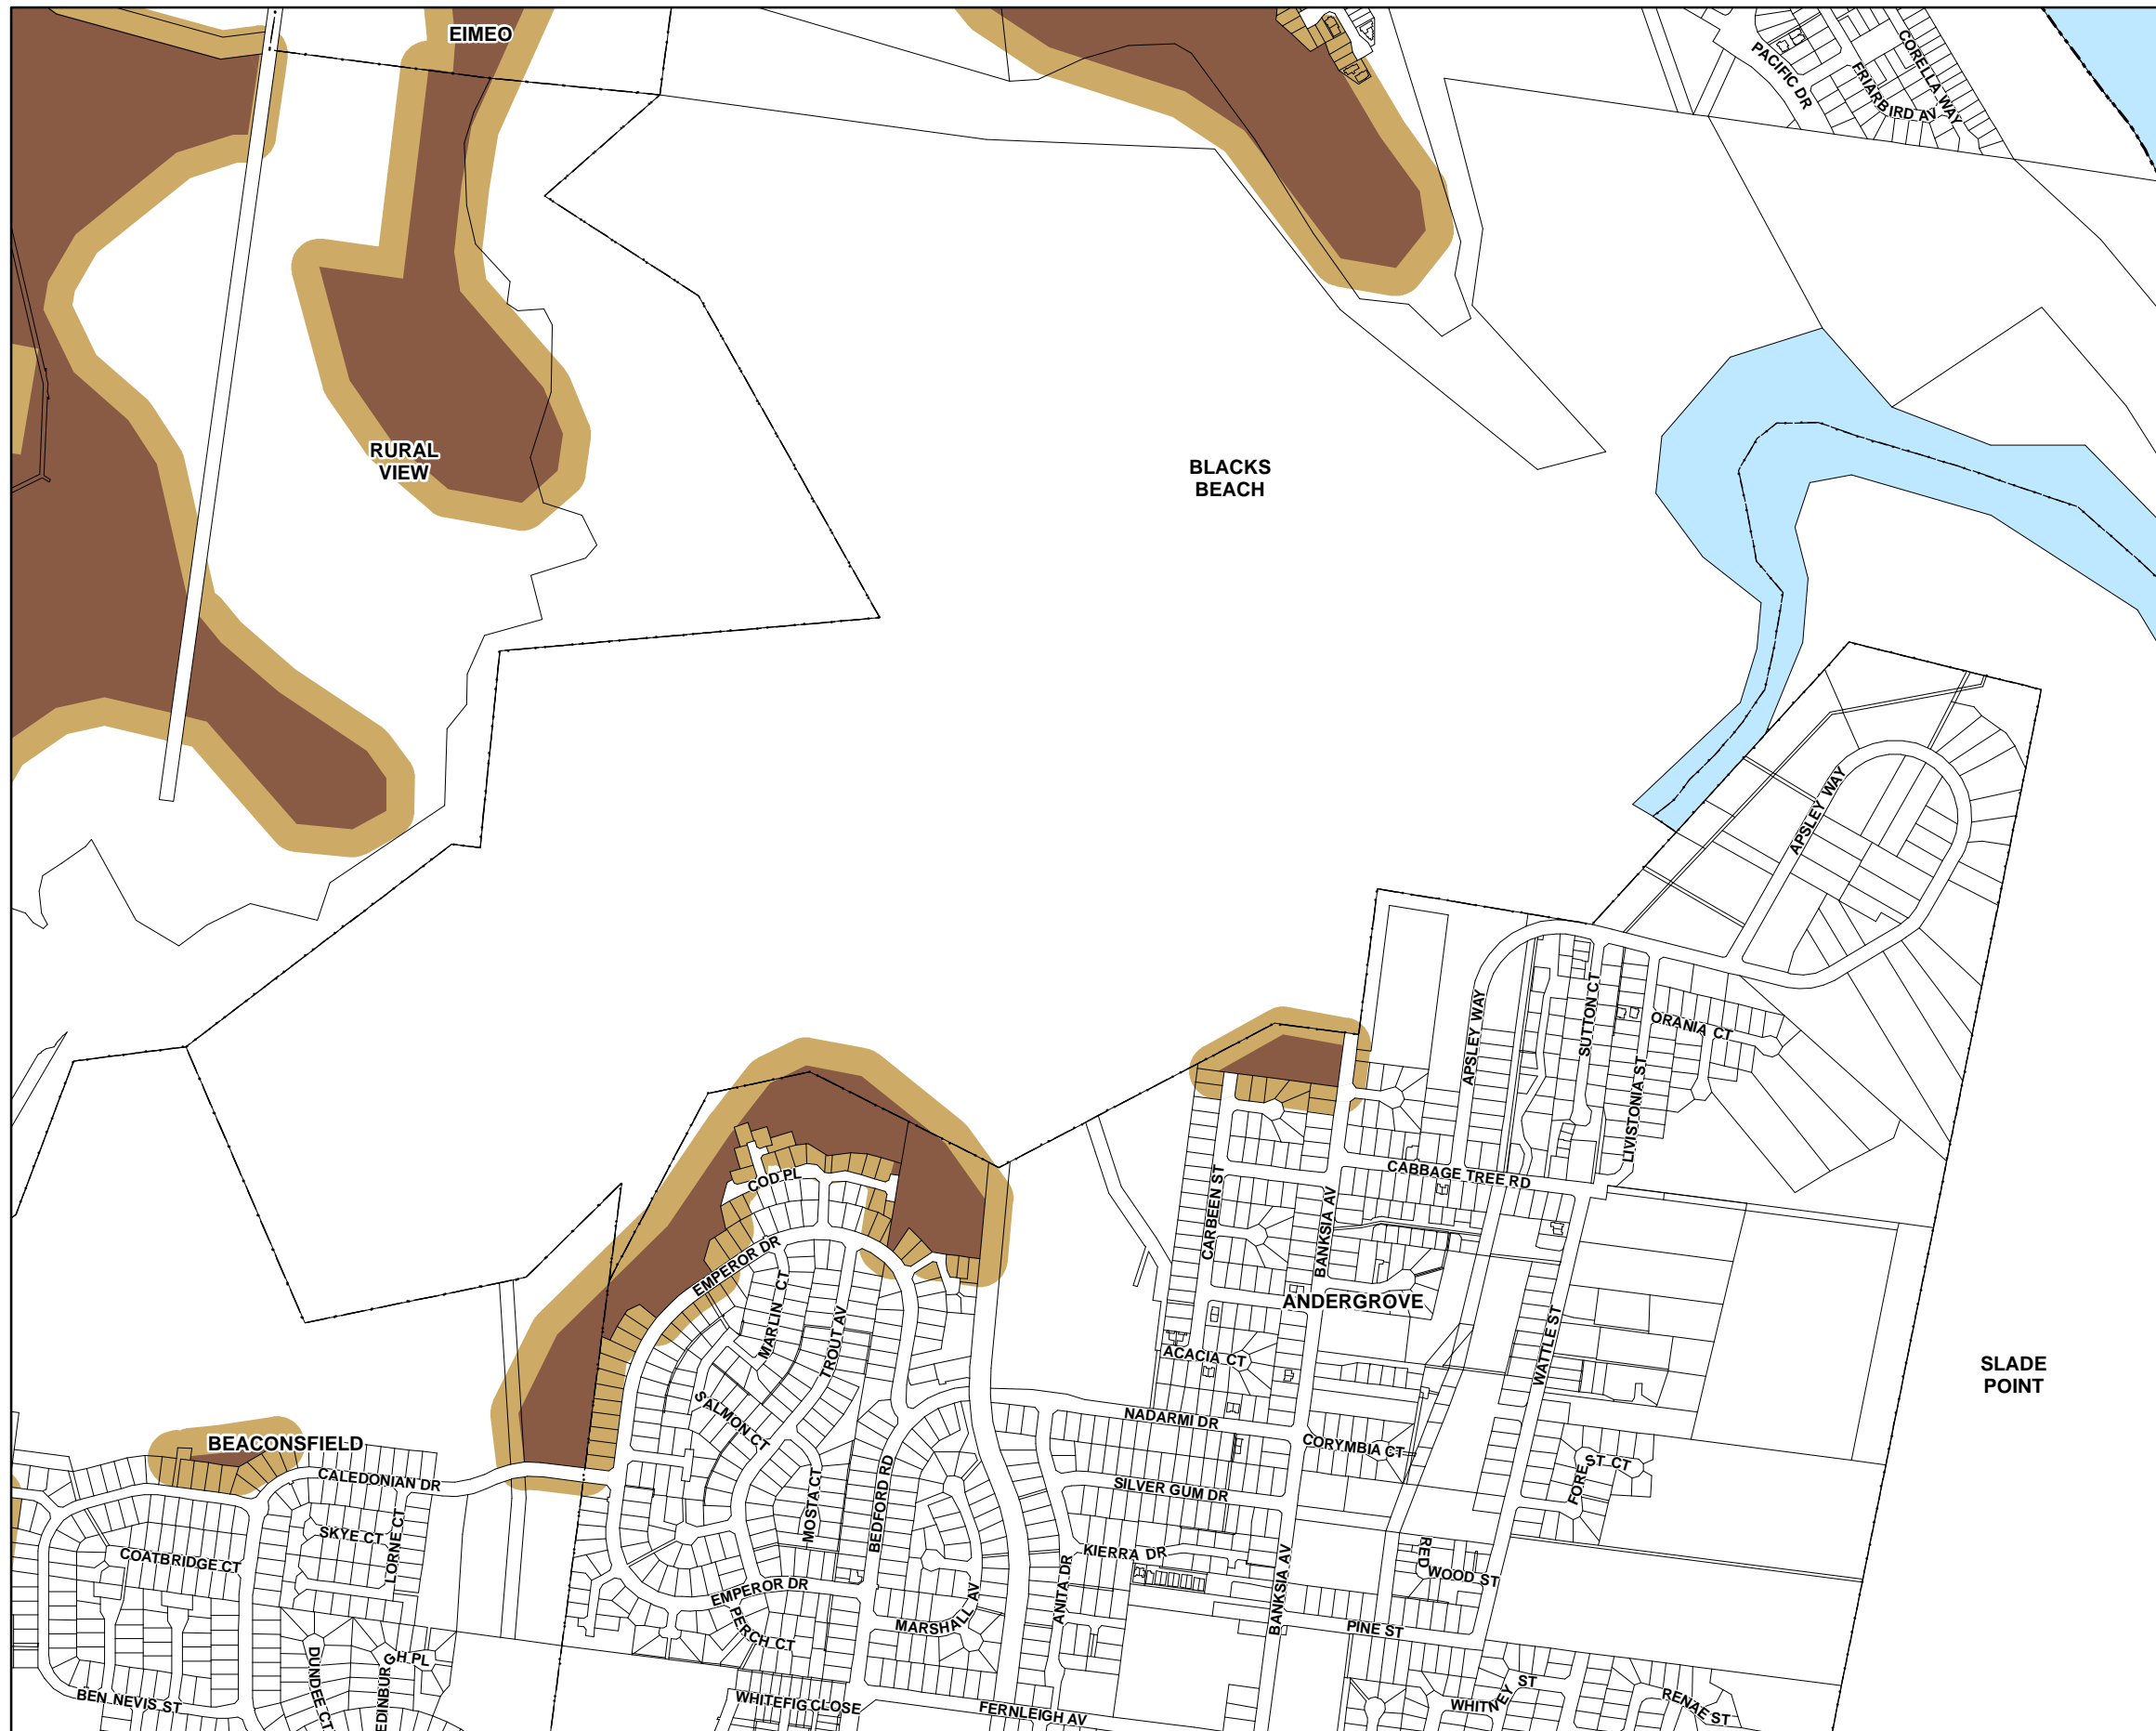 EIMEO
PACIFIC DR
CORELLA WAY
FRIARBIRD AV
RURAL
VIEW
BLACKS
BEACH
APSLEY WAY
APSLEY WAY
SUTTON CT
ORANIA CT
LIVISTONIA ST
CABBAGE TREE RD
COD PL
CARBEEN ST
BANKSIA AV
EMPEROR DR
MARLIN CT
TROUT AV
ANDERGROVE
ACACIA CT
WATTLE ST
SLADE
POINT
SALMON CT
NADARMI DR
CORYMBIA CT
BEACONSFIELD
CALEDONIAN DR
MOSTA CT
BEDFORD RD
SILVER GUM DR
FOREST CT
SKYE CT
LORNE CT
COATBRIDGE CT
KIERRA DR
RED
WOOD ST
EMPEROR DR
PERCH CT
MARSHALL AV
ANITA DR
BANKSIA AV
PINE ST
DUNDEE CT
EDINBURGH PL
BEN NEVIS ST
WHITEFIG CLOSE
FERNLEIGH AV
WHITNEY ST
RENAE ST